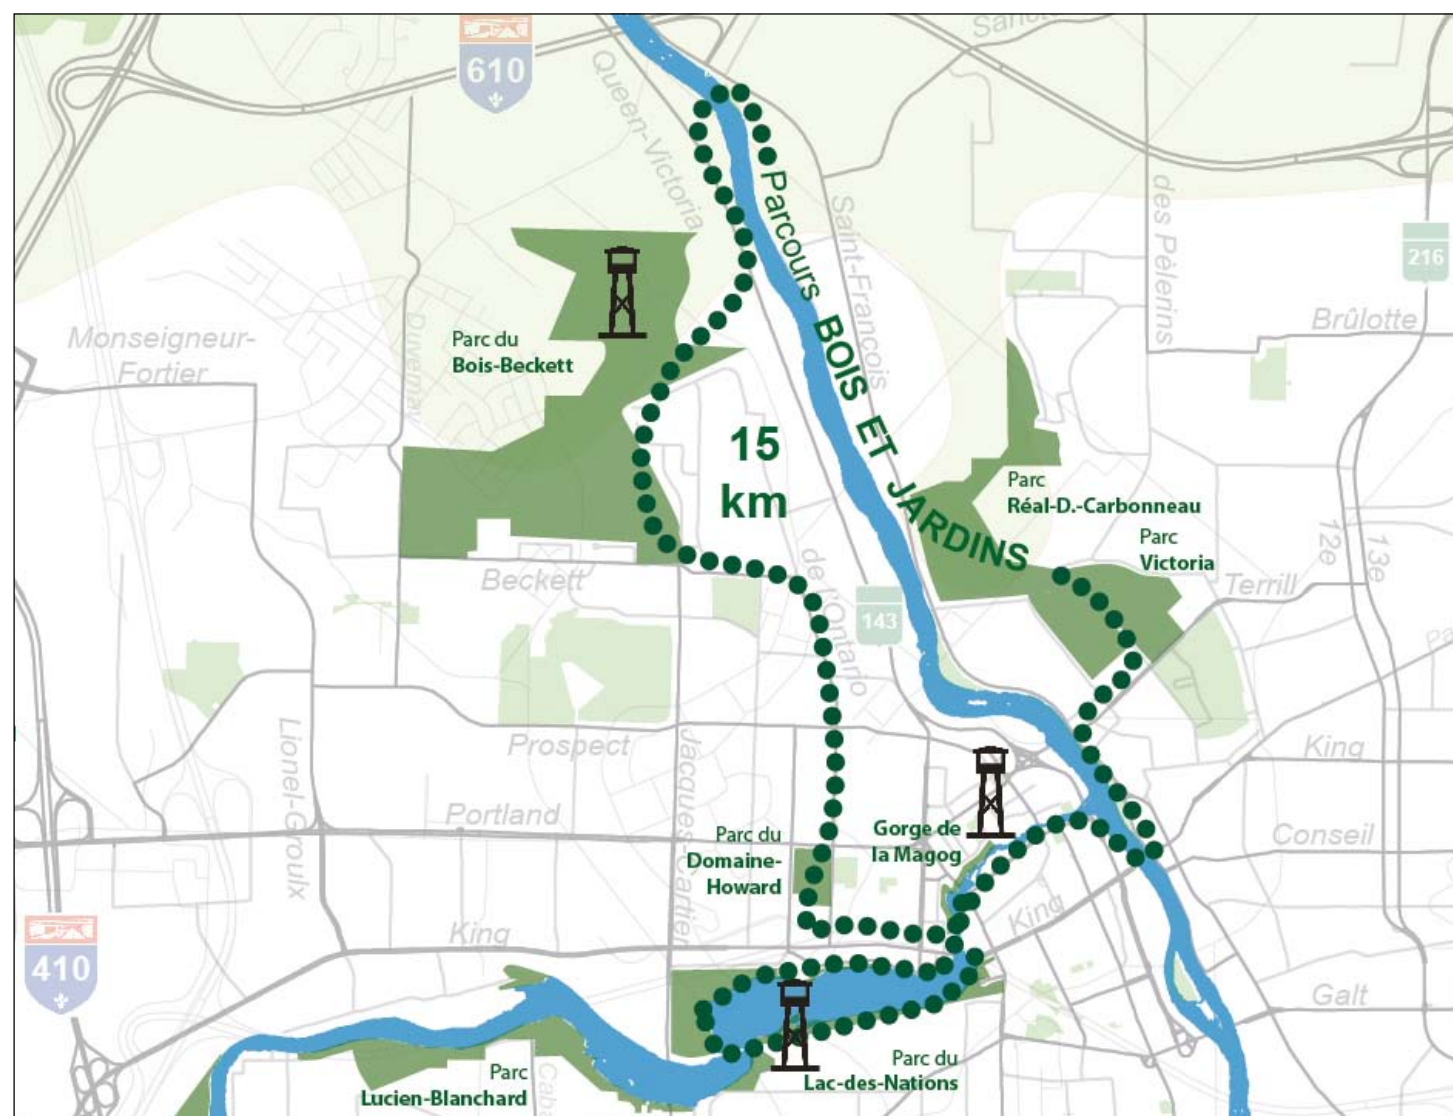 Sanct
610
Queen-Victoria
Parcours BOIS ET JARDINS
Saint-François
des Pèlerins
216
Brûlotte
Monseigneur-
Fortier
Duvernay
Parc du
Bois-Beckett
15
km
Parc
Réal-D.-Carbonneau
Parc
Victoria
12e
13e
Terrill
Beckett
de l'Ontario
143
Lionel-Groulx
Prospect
Jacques-Cartier
King
Portland
Parc du
Domaine-
Howard
Gorge de
la Magog
Conseil
King
King
410
Galt
Parc
Lucien-Blanchard
Caba
Parc du
Lac-des-Nations